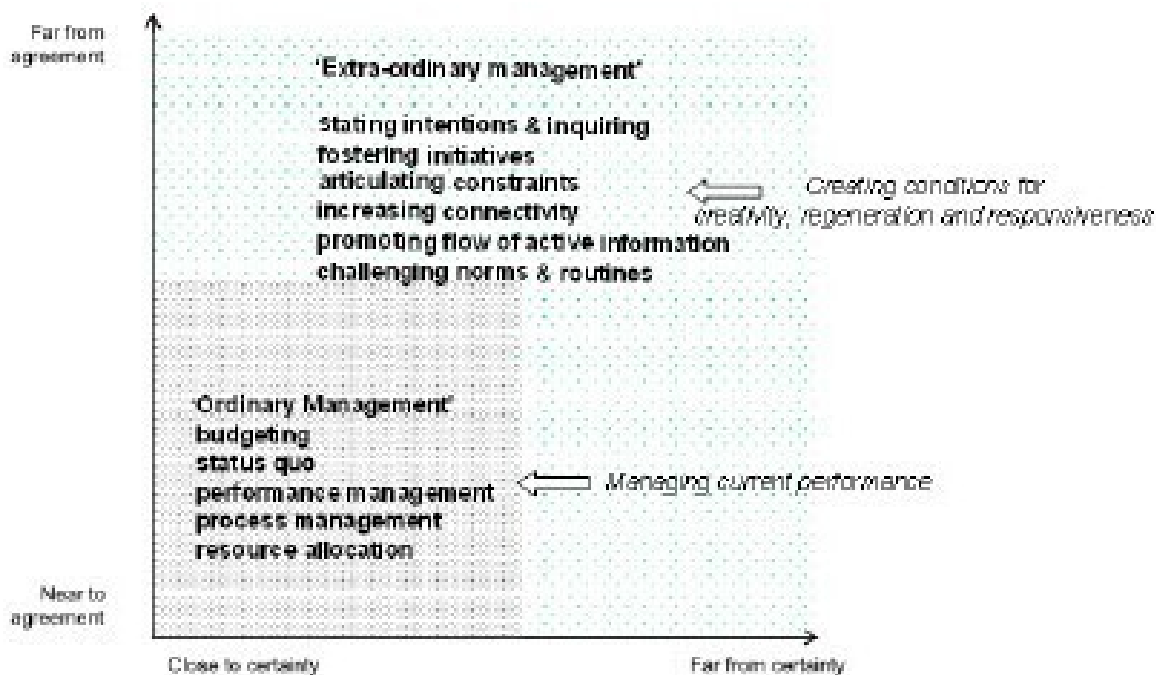 Far from
agreement
'Extra-ordinary management'
stating intentions & inquiring
fostering initiatives
articulating constraints
increasing connectivity
promoting flow of active information
challenging norms & routines
Creating conditions for
creativity, regeneration and responsiveness
'Ordinary Management'
budgeting
status quo
performance management
process management
resource allocation
Managing current performance
Near to
agreement
Close to certainty
Far from certainty